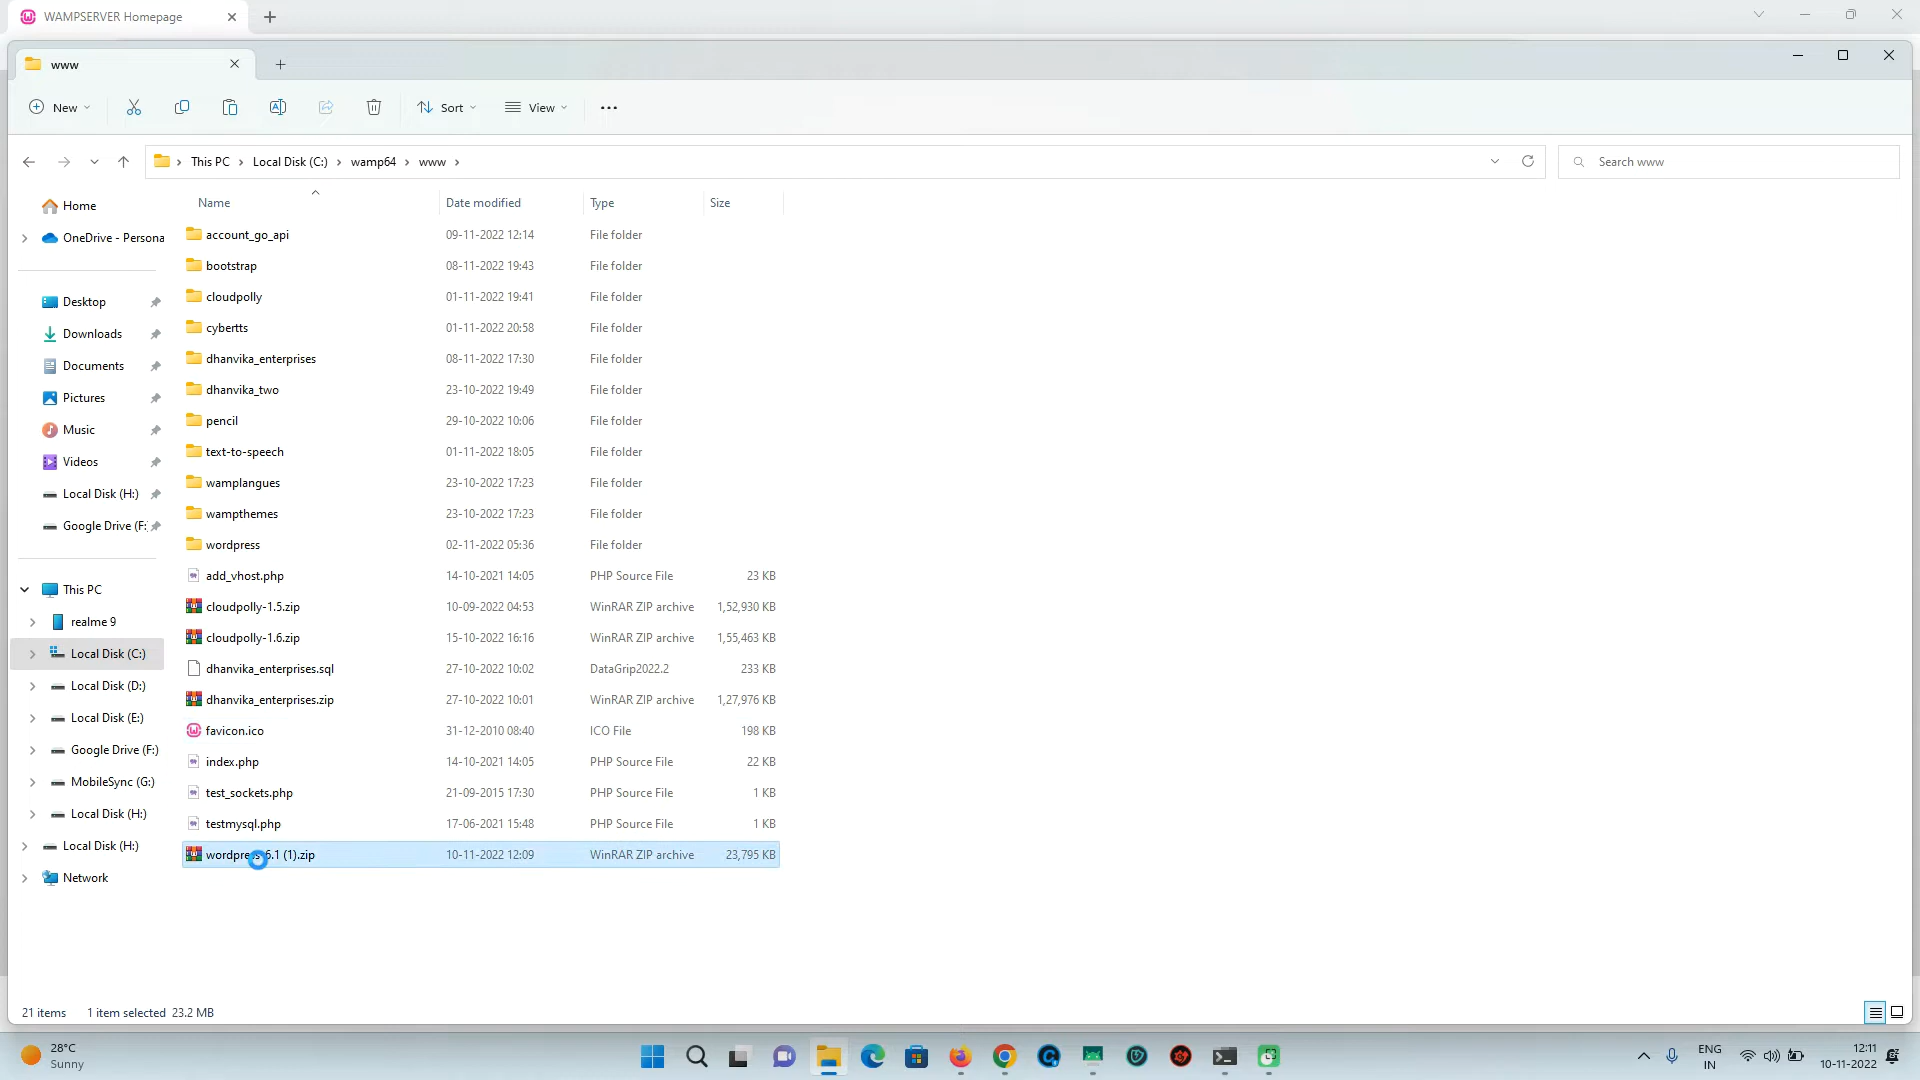 WAMPSERVER Homepage
www
New
Sort
View
This PC
Local Disk (C:)
wamp64
www
Search www
Name
Date modified
Type
Size
Home
OneDrive - Persona
Desktop
Downloads
Documents
Pictures
Music
Videos
Local Disk (H:)
Google Drive (F:
This PC
realme 9
Local Disk (C:)
Local Disk (D:)
Local Disk (E:)
Google Drive (F:)
MobileSync (G:)
Local Disk (H:)
Local Disk (H:)
Network
account_go_api 09-11-2022 12:14 File folder
bootstrap 08-11-2022 19:43 File folder
cloudpolly 01-11-2022 19:41 File folder
cybertts 01-11-2022 20:58 File folder
dhanvika_enterprises 08-11-2022 17:30 File folder
dhanvika_two 23-10-2022 19:49 File folder
pencil 29-10-2022 10:06 File folder
text-to-speech 01-11-2022 18:05 File folder
wamplangues 23-10-2022 17:23 File folder
wampthemes 23-10-2022 17:23 File folder
wordpress 02-11-2022 05:36 File folder
add_vhost.php 14-10-2021 14:05 PHP Source File 23 KB
cloudpolly-1.5.zip 10-09-2022 04:53 WinRAR ZIP archive 1,52,930 KB
cloudpolly-1.6.zip 15-10-2022 16:16 WinRAR ZIP archive 1,55,463 KB
dhanvika_enterprises.sql 27-10-2022 10:02 DataGrip2022.2 233 KB
dhanvika_enterprises.zip 27-10-2022 10:01 WinRAR ZIP archive 1,27,976 KB
favicon.ico 31-12-2010 08:40 ICO File 198 KB
index.php 14-10-2021 14:05 PHP Source File 22 KB
test_sockets.php 21-09-2015 17:30 PHP Source File 1 KB
testmysql.php 17-06-2021 15:48 PHP Source File 1 KB
wordpress-6.1 (1).zip 10-11-2022 12:09 WinRAR ZIP archive 23,795 KB
21 items 1 item selected 23.2 MB
28°C
Sunny
ENG
IN
12:11
10-11-2022